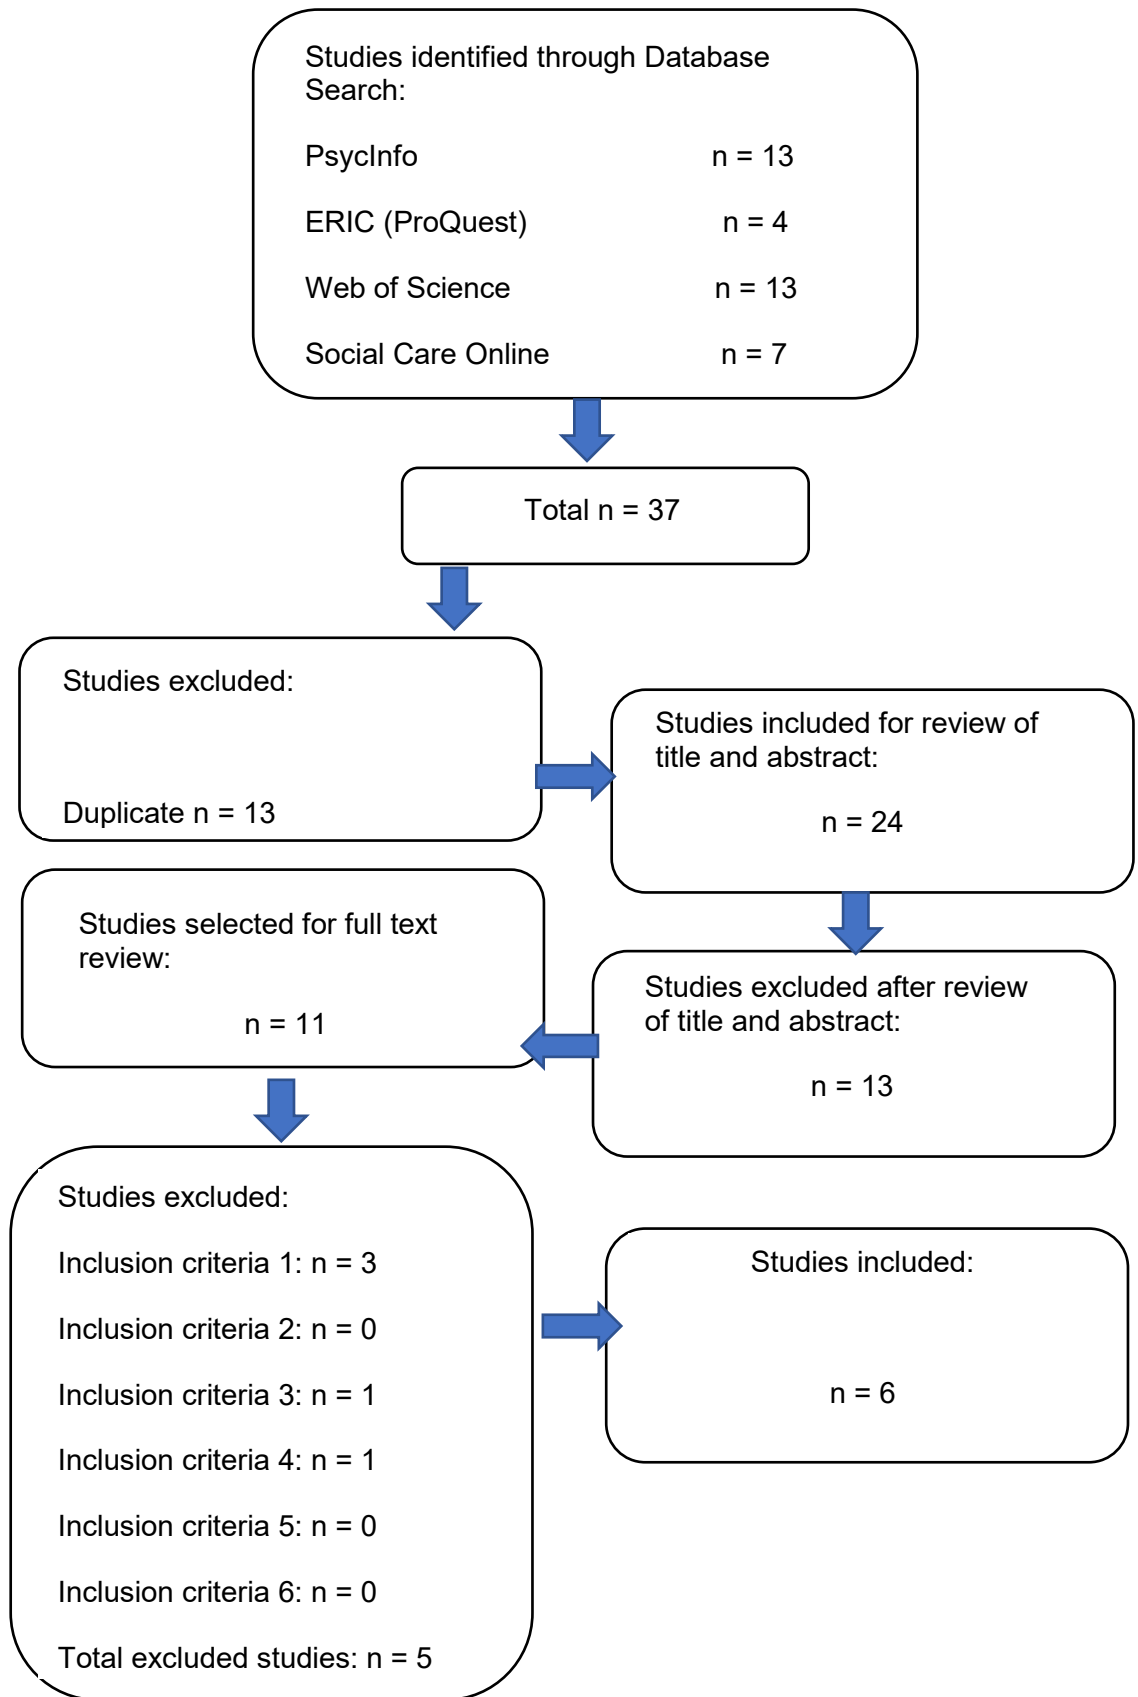 Studies identified through Database
Search:
PsycInfo n = 13
ERIC (ProQuest) n = 4
Web of Science n = 13
Social Care Online n = 7
Total n = 37
Studies excluded:
Duplicate n = 13
Studies included for review of
title and abstract:
n = 24
Studies excluded after review
of title and abstract:
n = 13
Studies selected for full text
review:
n = 11
Studies excluded:
Inclusion criteria 1: n = 3
Inclusion criteria 2: n = 0
Inclusion criteria 3: n = 1
Inclusion criteria 4: n = 1
Inclusion criteria 5: n = 0
Inclusion criteria 6: n = 0
Total excluded studies: n = 5
Studies included:
n = 6